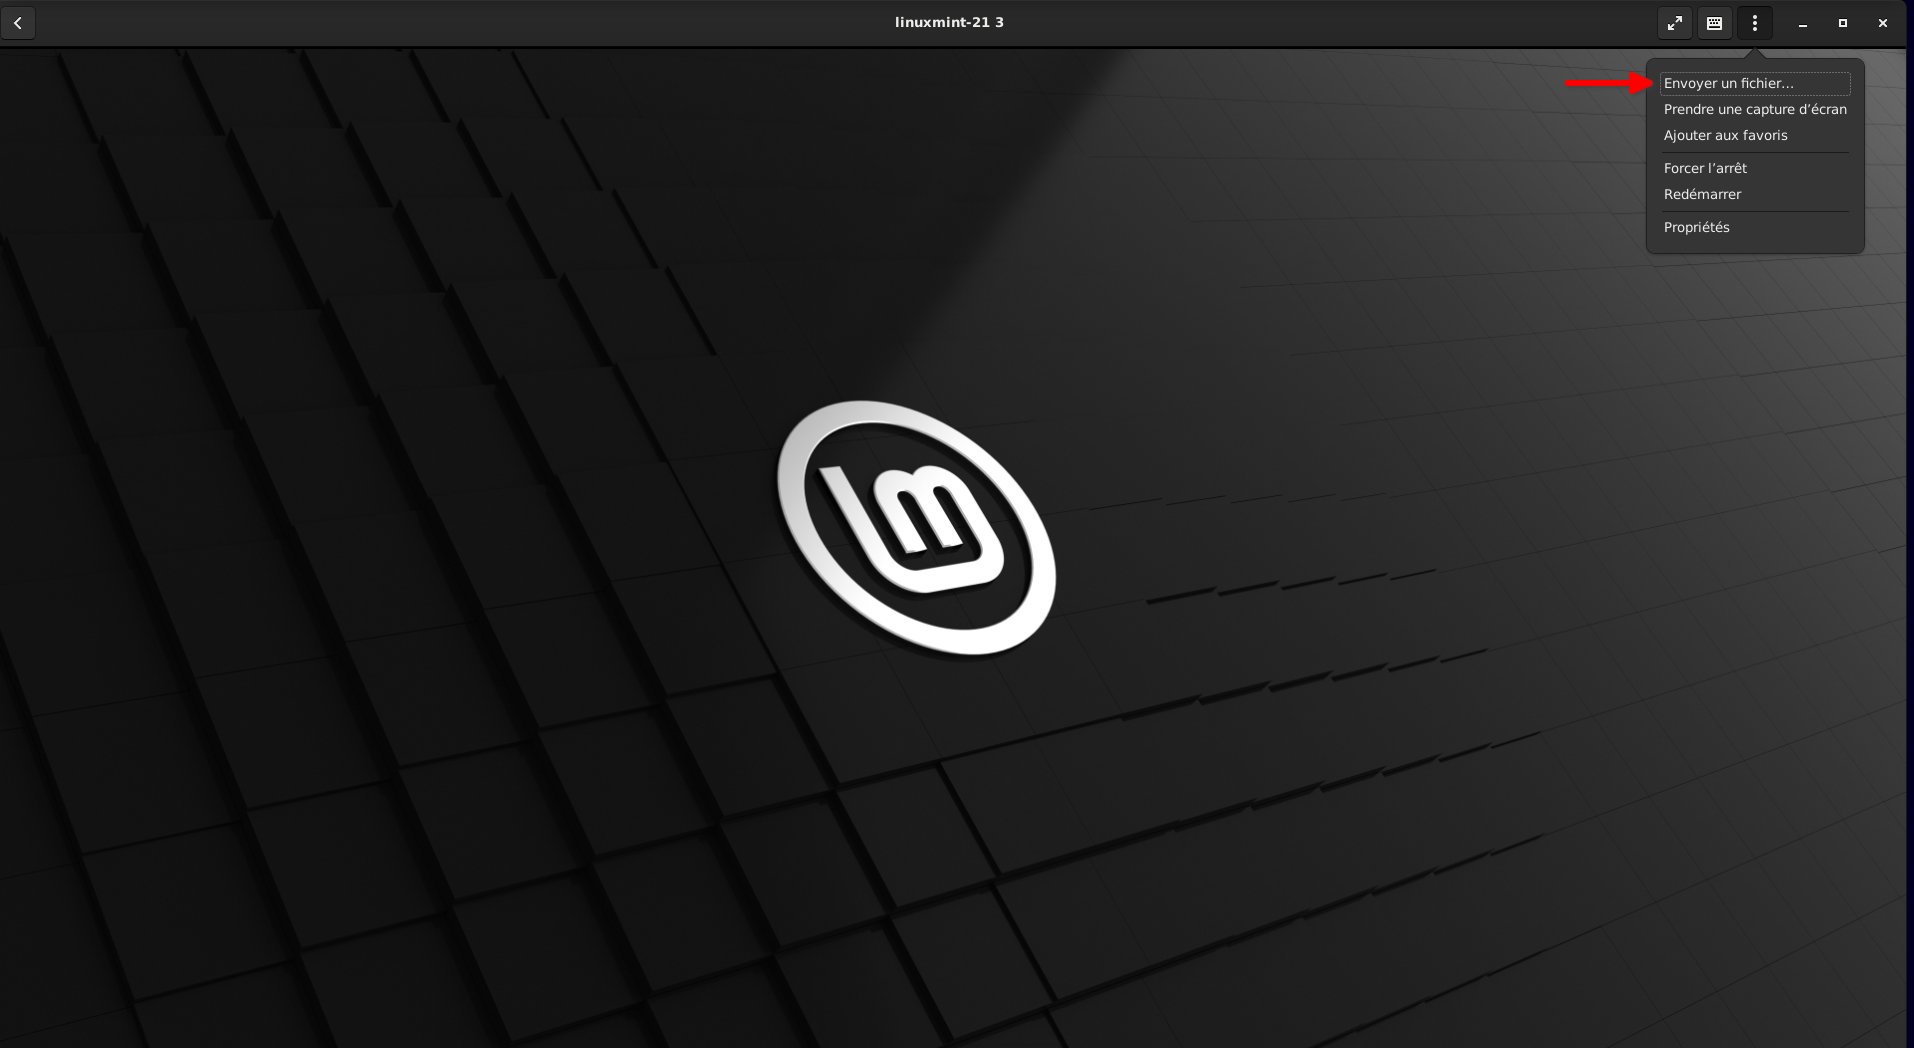 linuxmint-21 3
Envoyer un fichier…
Prendre une capture d’écran
Ajouter aux favoris
Forcer l’arrêt
Redémarrer
Propriétés